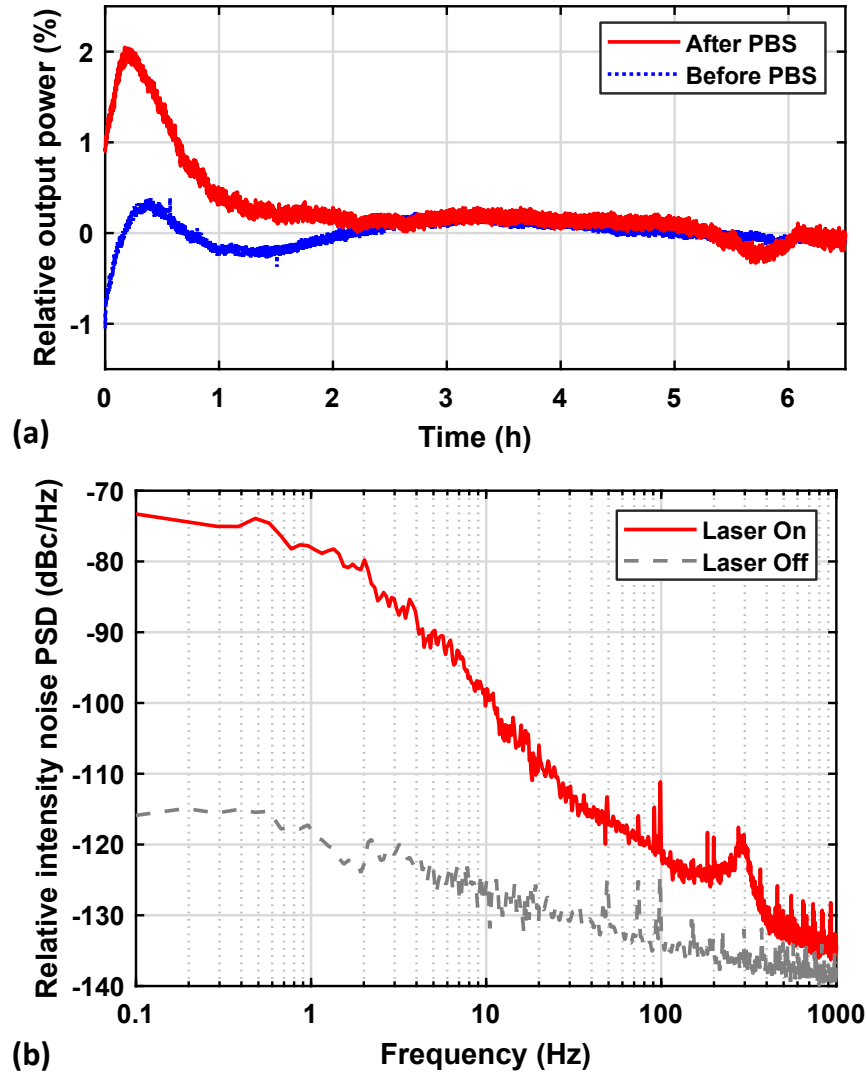 Relative output power (%)
2
1
0
-1
After PBS
Before PBS
0 1 2 3 4 5 6
Time (h)
(a)
Relative intensity noise PSD (dBc/Hz)
-70
-80
-90
-100
-110
-120
-130
-140
Laser On
Laser Off
0.1 1 10 100 1000
Frequency (Hz)
(b)